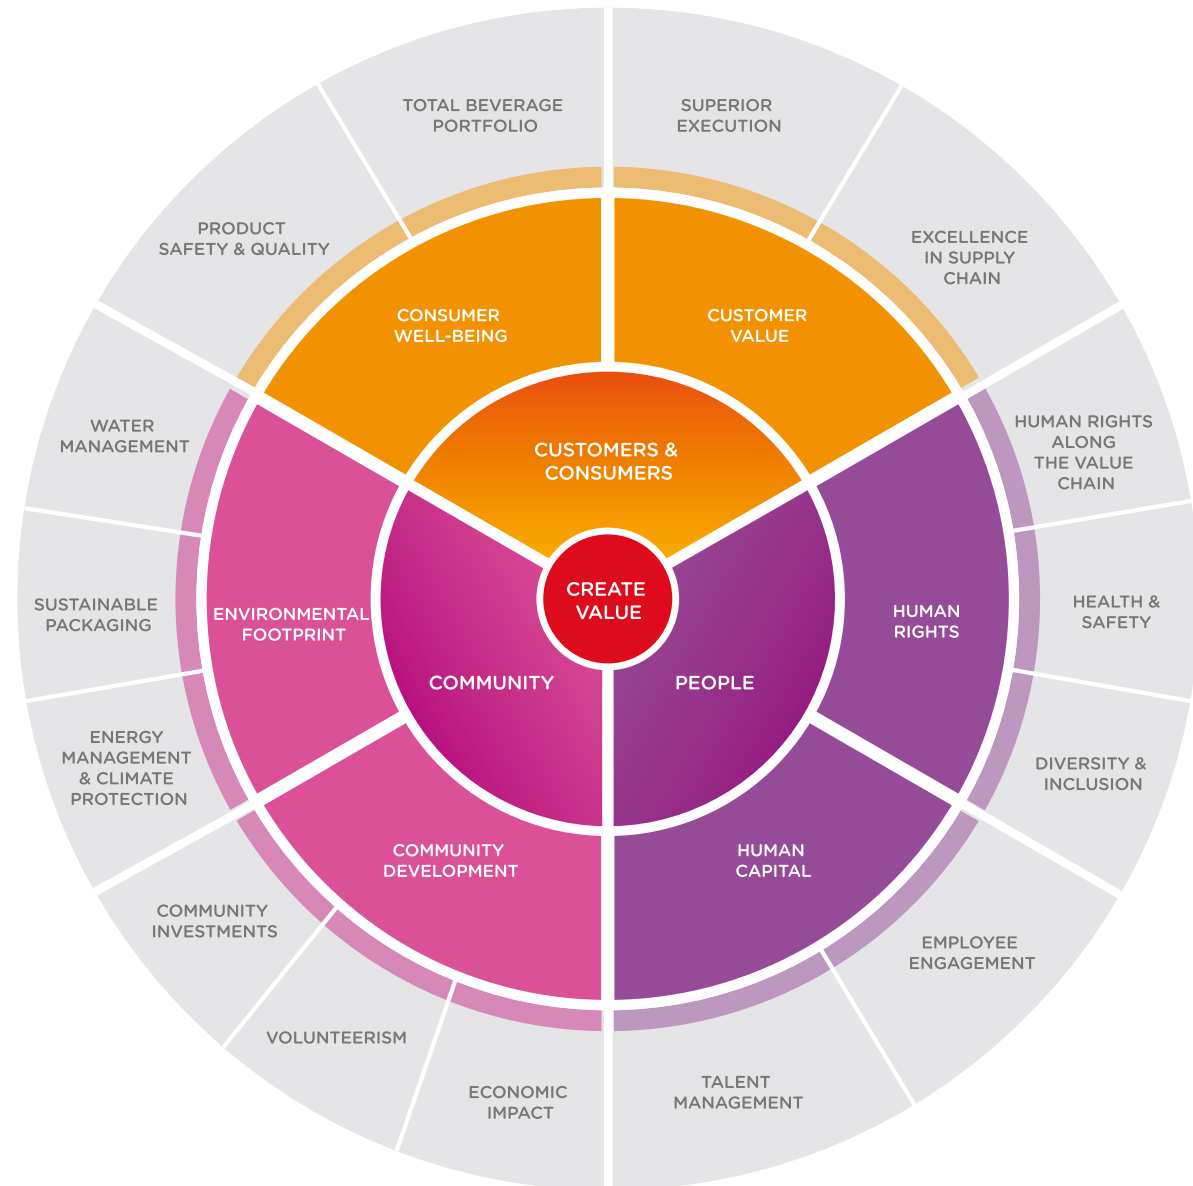 TOTAL BEVERAGE
PORTFOLIO
SUPERIOR
EXECUTION
PRODUCT
SAFETY & QUALITY
EXCELLENCE
IN SUPPLY
CHAIN
CONSUMER
WELL-BEING
CUSTOMER
VALUE
WATER
MANAGEMENT
CUSTOMERS &
CONSUMERS
HUMAN RIGHTS
ALONG
THE VALUE
CHAIN
SUSTAINABLE
PACKAGING
ENVIRONMENTAL
FOOTPRINT
CREATE
VALUE
HUMAN
RIGHTS
HEALTH &
SAFETY
COMMUNITY
PEOPLE
ENERGY
MANAGEMENT
& CLIMATE
PROTECTION
DIVERSITY &
INCLUSION
COMMUNITY
DEVELOPMENT
HUMAN
CAPITAL
COMMUNITY
INVESTMENTS
EMPLOYEE
ENGAGEMENT
VOLUNTEERISM
ECONOMIC
IMPACT
TALENT
MANAGEMENT